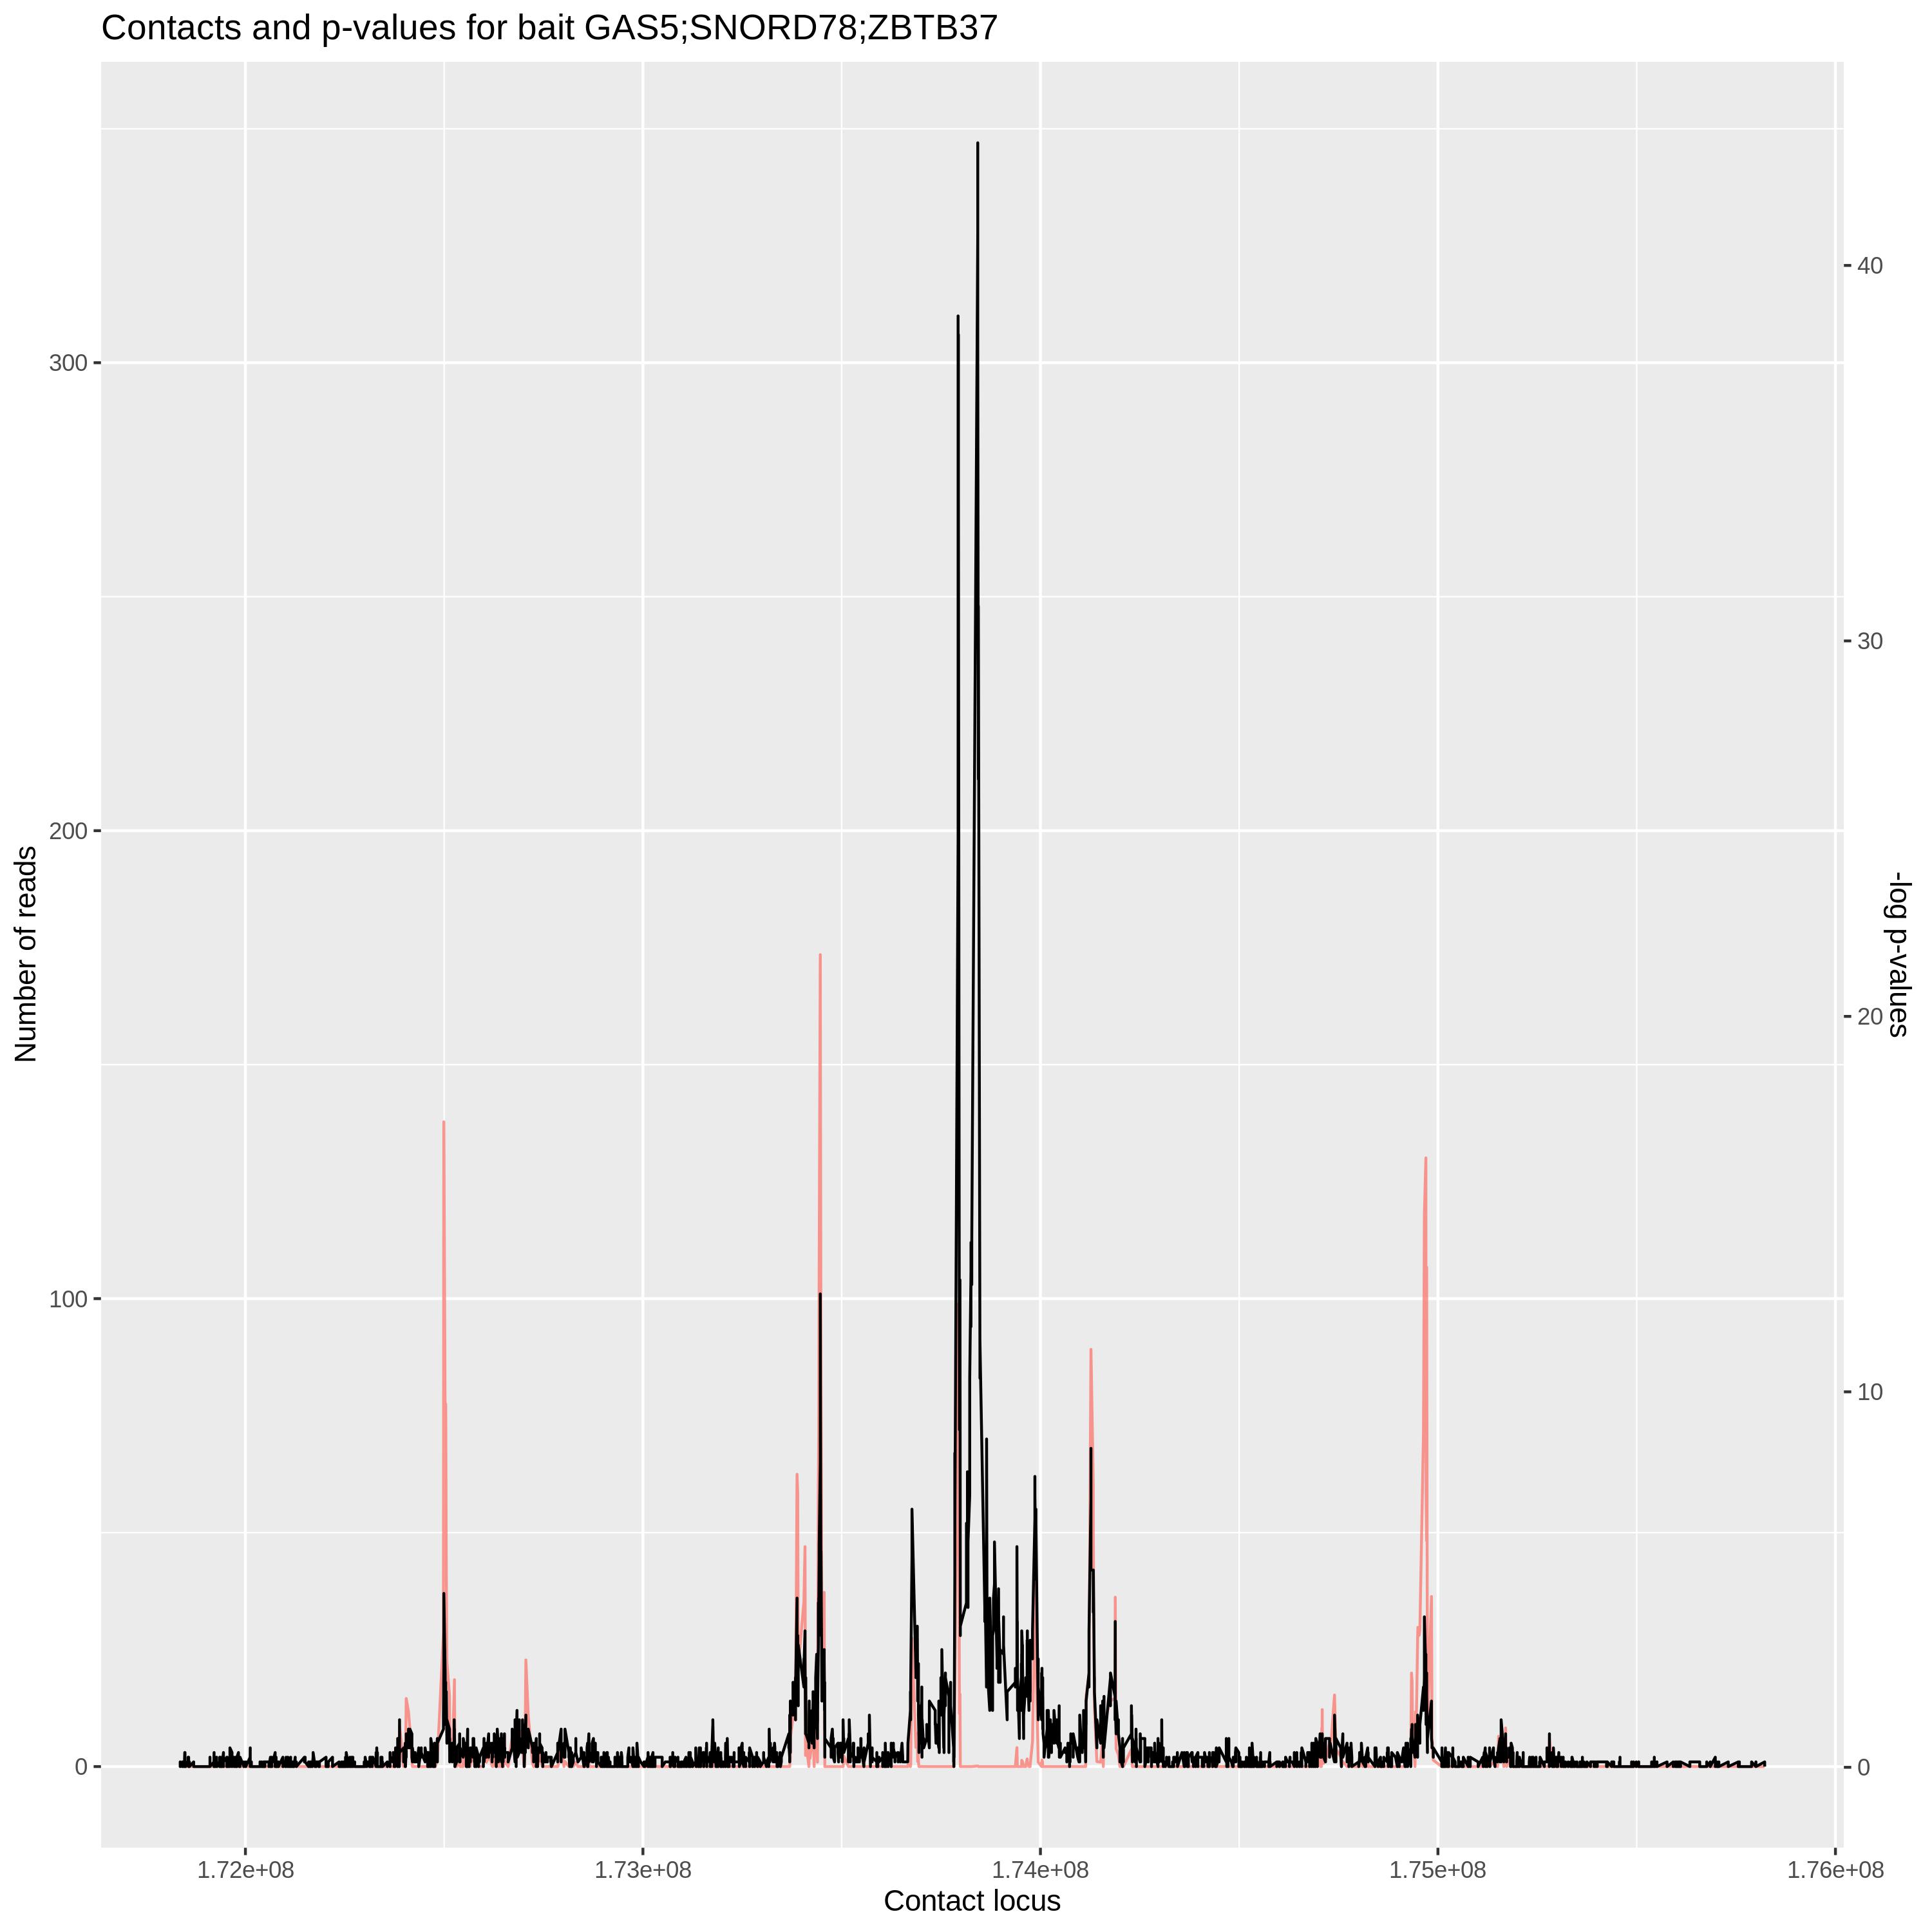 Contacts and p-values for bait GAS5;SNORD78;ZBTB37
Number of reads
300
200
100
0
40
30
20
10
0
-log p-values
1.72e+08
1.73e+08
1.74e+08
1.75e+08
1.76e+08
Contact locus